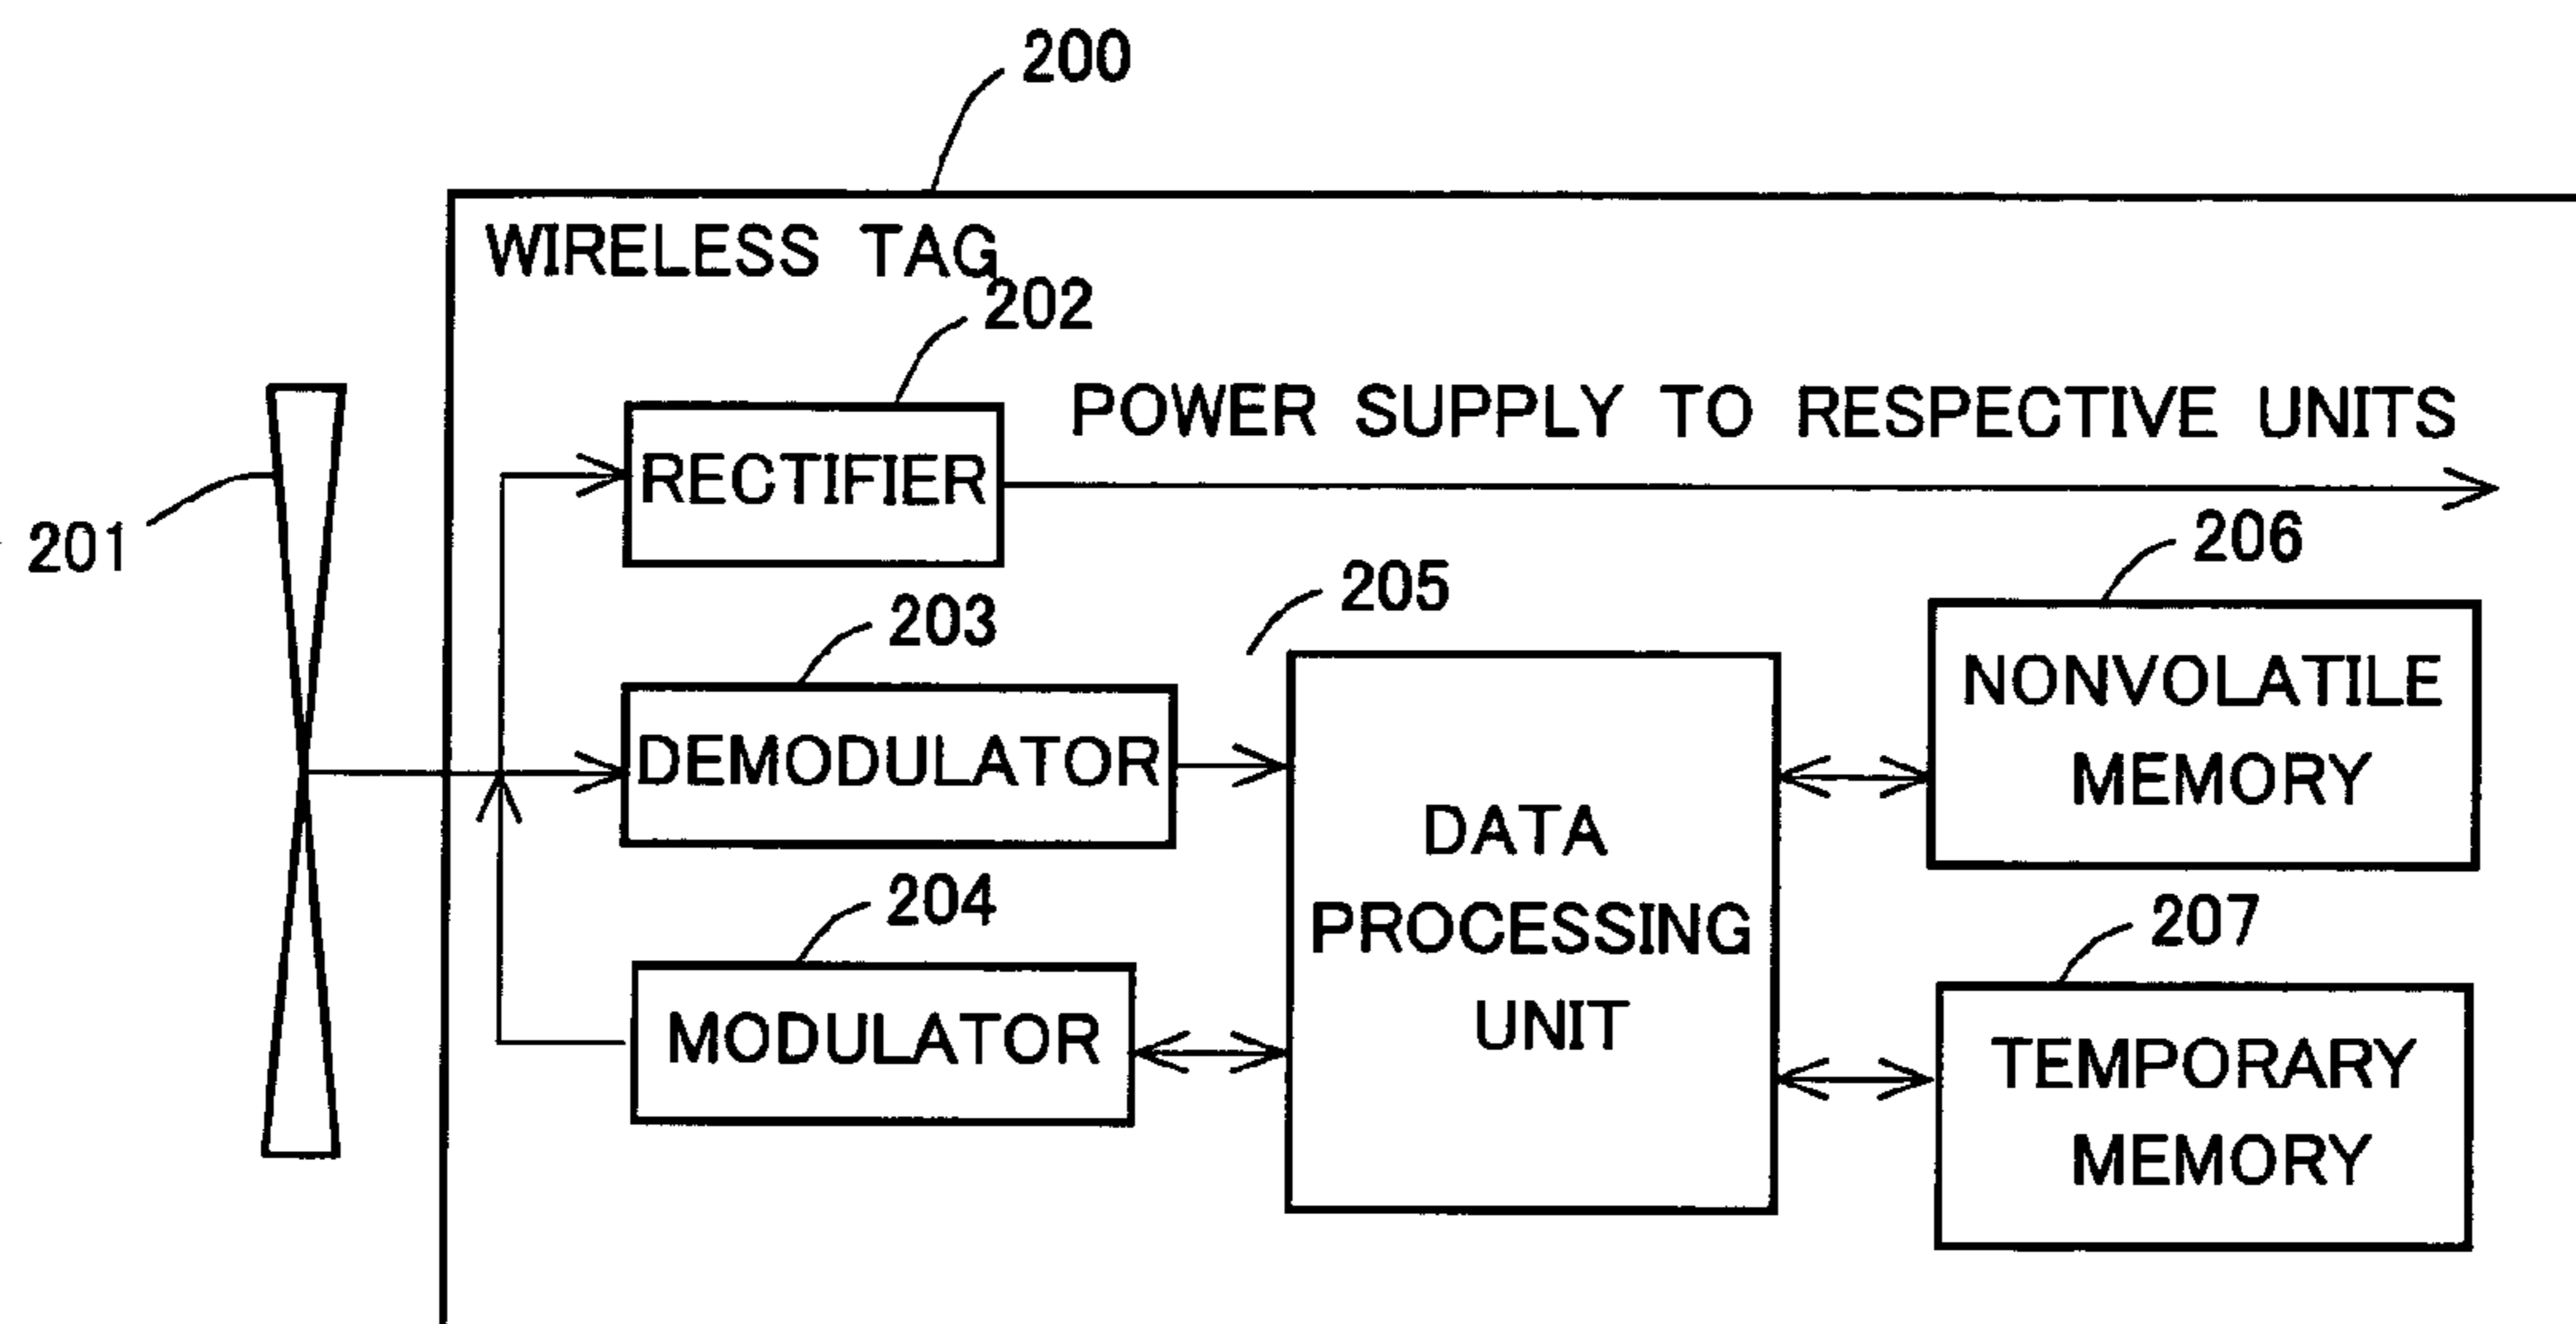 200
WIRELESS TAG
202
POWER SUPPLY TO RESPECTIVE UNITS
RECTIFIER
201
206
205
203
NONVOLATILE
MEMORY
DEMODULATOR
DATA
PROCESSING
UNIT
204
207
MODULATOR
TEMPORARY
MEMORY